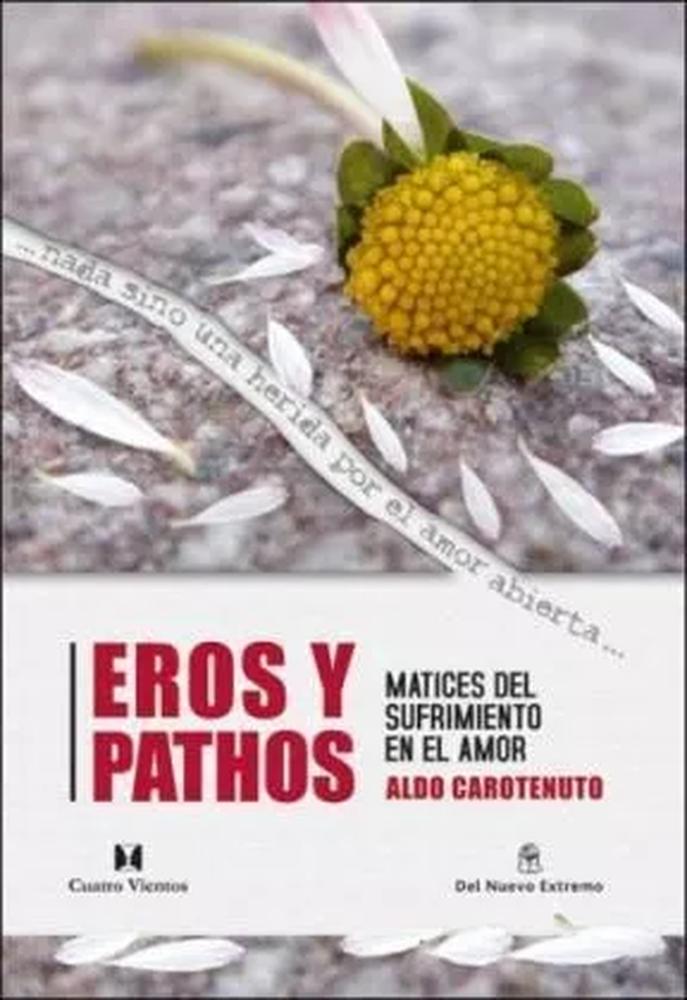 ...nada sino una herida por el amor abierta...
EROS Y
PATHOS
MATICES DEL
SUFRIMIENTO
EN EL AMOR
ALDO CAROTENUTO
Cuatro Vientos
Del Nuevo Extremo